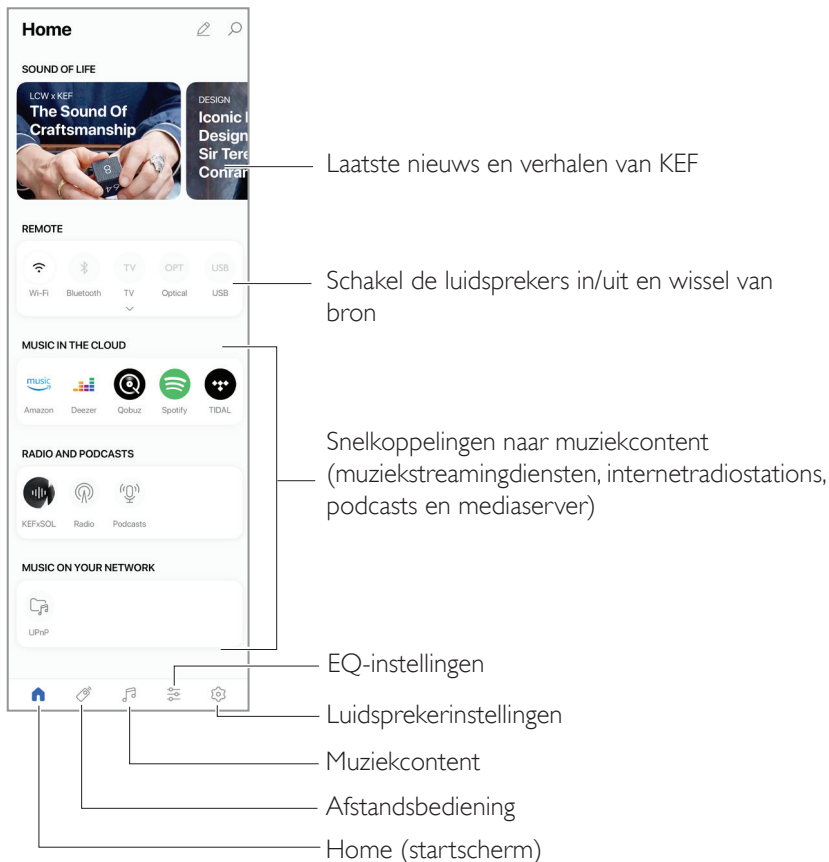 Home
SOUND OF LIFE
LCW x KEF
The Sound Of
Craftsmanship
DESIGN
Iconic
Design
Sir Tere
Conran
Laatste nieuws en verhalen van KEF
REMOTE
TV
OPT
USB
Wi-Fi
Bluetooth
TV
Optical
USB
Schakel de luidsprekers in/uit en wissel van
bron
MUSIC IN THE CLOUD
music
Amazon
Deezer
Qobuz
Spotify
TIDAL
Snelkoppelingen naar muziekcontent
(muziekstreamingdiensten, internetradiostations,
podcasts en mediaserver)
RADIO AND PODCASTS
KEFxSOL
Radio
Podcasts
MUSIC ON YOUR NETWORK
UPnP
EQ-instellingen
Luidsprekerinstellingen
Muziekcontent
Afstandsbediening
Home (startscherm)